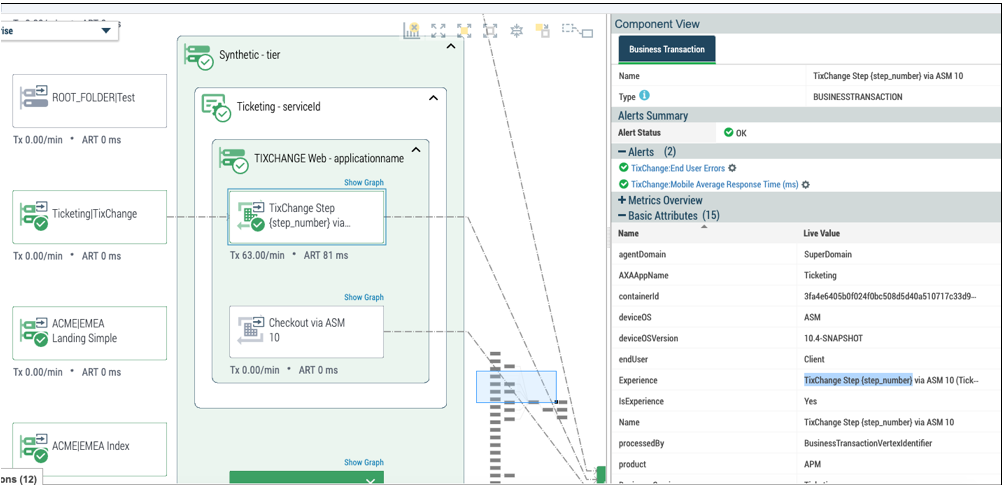 ise
ROOT_FOLDER|Test
Tx 0.00/min • ART 0 ms
Ticketing|TixChange
Tx 0.00/min • ART 0 ms
ACME|EMEA
Landing Simple
Tx 0.00/min • ART 0 ms
ACME|EMEA Index
ons (12)
Synthetic - tier
Ticketing - serviceId
TIXCHANGE Web - applicationname
Show Graph
TixChange Step
{step_number} via...
Tx 63.00/min • ART 81 ms
Show Graph
Checkout via ASM
10
Tx 0.00/min • ART 0 ms
Show Graph
Component View
Business Transaction
Name TixChange Step {step_number} via ASM 10
Type BUSINESSTRANSACTION
Alerts Summary
Alert Status OK
Alerts (2)
TixChange:End User Errors
TixChange:Mobile Average Response Time (ms)
Metrics Overview
Basic Attributes (15)
Name Live Value
agentDomain SuperDomain
AXAAppName Ticketing
containerId 3fa4e6405b0f024f0bc508d5d40a510717c33d9...
deviceOS ASM
deviceOSVersion 10.4-SNAPSHOT
endUser Client
Experience TixChange Step {step_number} via ASM 10 (Tick...
IsExperience Yes
Name TixChange Step {step_number} via ASM 10
processedBy BusinessTransactionVertexIdentifier
product APM